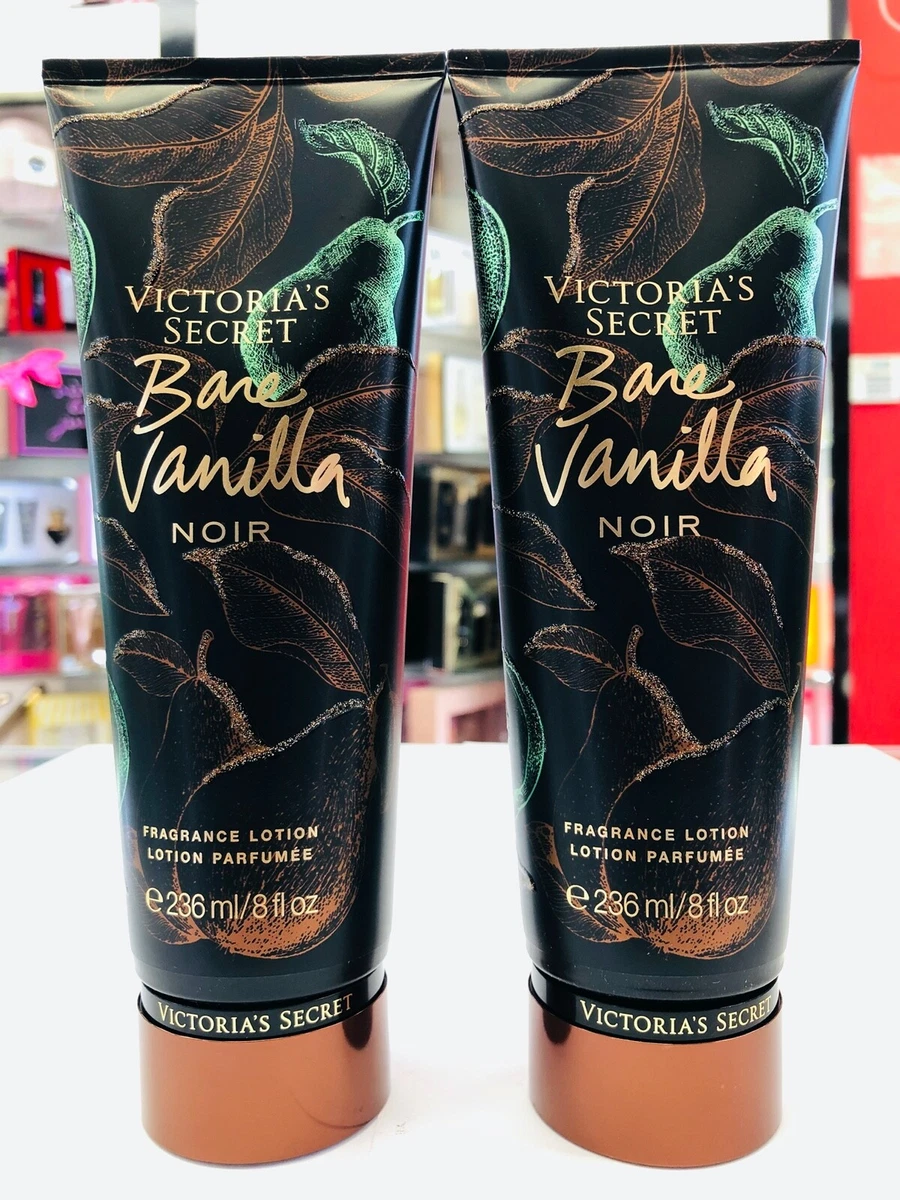 VICTORIA'S
SECRET
Bare
Vanilla
NOIR
FRAGRANCE LOTION
LOTION PARFUMÉE
℮236 ml/8 fl oz
VICTORIA'S SECRET
VICTORIA'S
SECRET
Bare
Vanilla
NOIR
FRAGRANCE LOTION
LOTION PARFUMÉE
℮236 ml/8 fl oz
VICTORIA'S SECRET